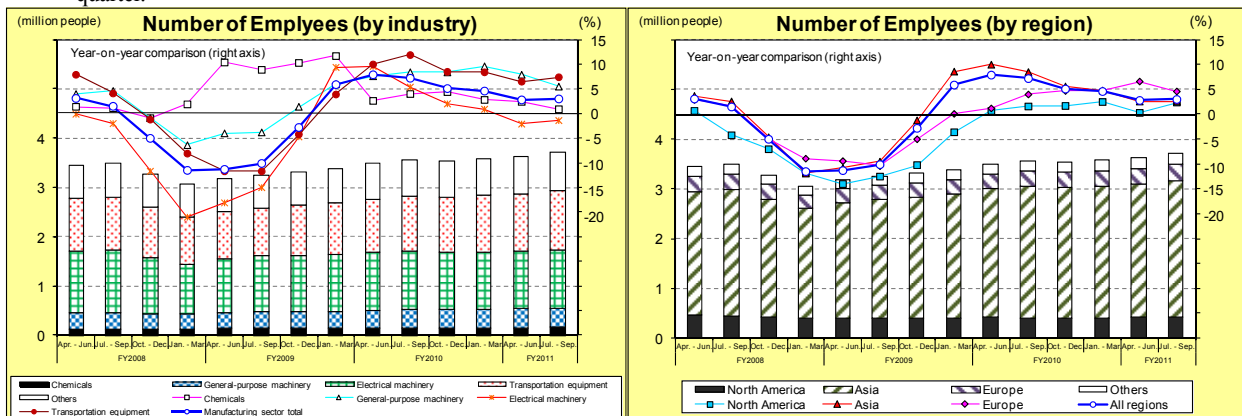 quarter.
(million people) Number of Emplyees (by industry) (%)
Year-on-year comparison (right axis)
15
10
5
0
-5
-10
-15
-20
5
4
3
2
1
0
Apr. - Jun. Jul. - Sep. Oct. - Dec. Jan. - Mar. Apr. - Jun. Jul. - Sep. Oct. - Dec. Jan. - Mar Apr. - Jun. Jul. - Sep. Oct. - Dec. Jan. - Mar Apr. - Jun. Jul. - Sep.
FY2008 FY2009 FY2010 FY2011
Chemicals General-purpose machinery Electrical machinery Transportation equipment
Others Chemicals General-purpose machinery Electrical machinery
Transportation equipment Manufacturing sector total
(million people) Number of Emplyees (by region) (%)
Year-on-year comparison (right axis)
15
10
5
0
-5
-10
-15
-20
5
4
3
2
1
0
Apr. - Jun. Jul. - Sep. Oct. - Dec. Jan. - Mar Apr. - Jun. Jul. - Sep. Oct. - Dec. Jan. - Mar Apr. - Jun. Jul. - Sep. Oct. - Dec. Jan. - Mar Apr. - Jun. Jul. - Sep.
FY2008 FY2009 FY2010 FY2011
North America Asia Europe Others
North America Asia Europe All regions